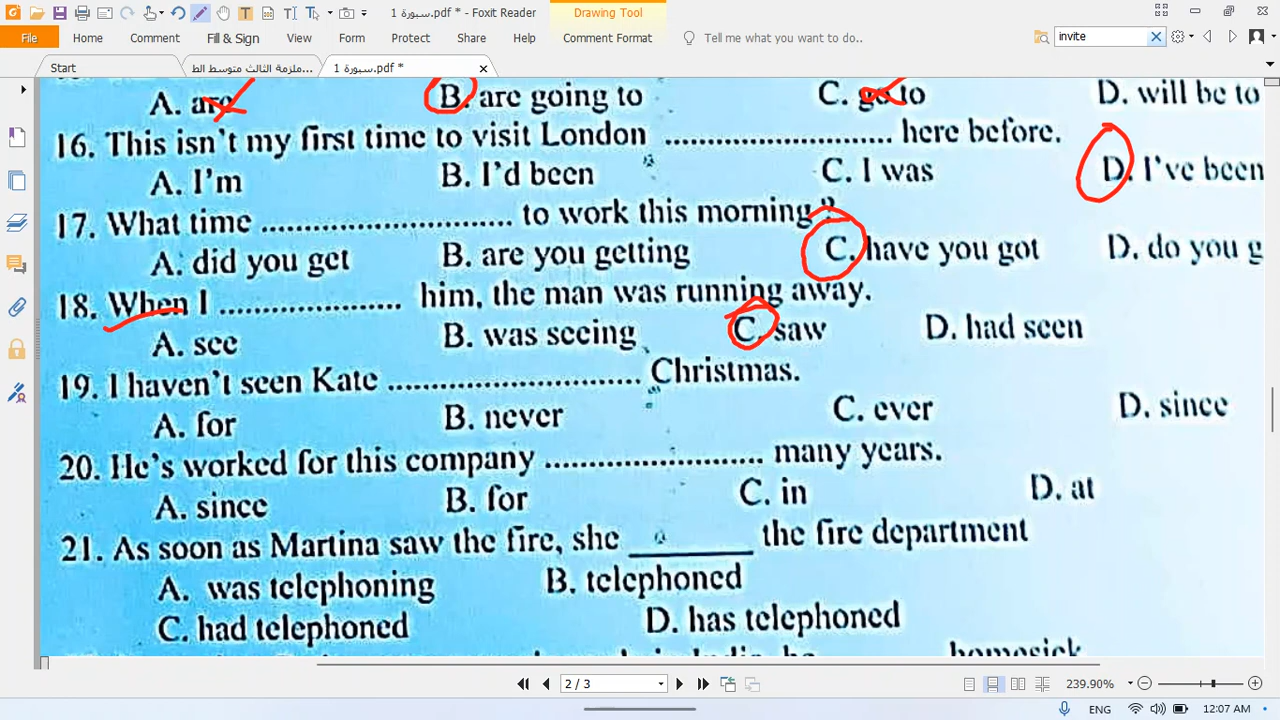 سبورة 1.pdf * - Foxit Reader
Drawing Tool
File Home Comment Fill & Sign View Form Protect Share Help Comment Format Tell me what you want to do.. invite
Start
ملزمة الثالث متوسط الط...
سبورة 1.pdf *
A. are B. are going to C. go to D. will be to
16. This isn't my first time to visit London ............................ here before.
A. I'm B. I'd been C. I was D. I've been
17. What time ............................... to work this morning ?
A. did you get B. are you getting C. have you got D. do you g
18. When I ...................... him, the man was running away.
A. see B. was seeing C. saw D. had seen
19. I haven't seen Kate .............................. Christmas.
A. for B. never C. ever D. since
20. He's worked for this company .......................... many years.
A. since B. for C. in D. at
21. As soon as Martina saw the fire, she __________ the fire department
A. was telephoning B. telephoned
C. had telephoned D. has telephoned
homesick
2 / 3
239.90%
ENG 12:07 AM